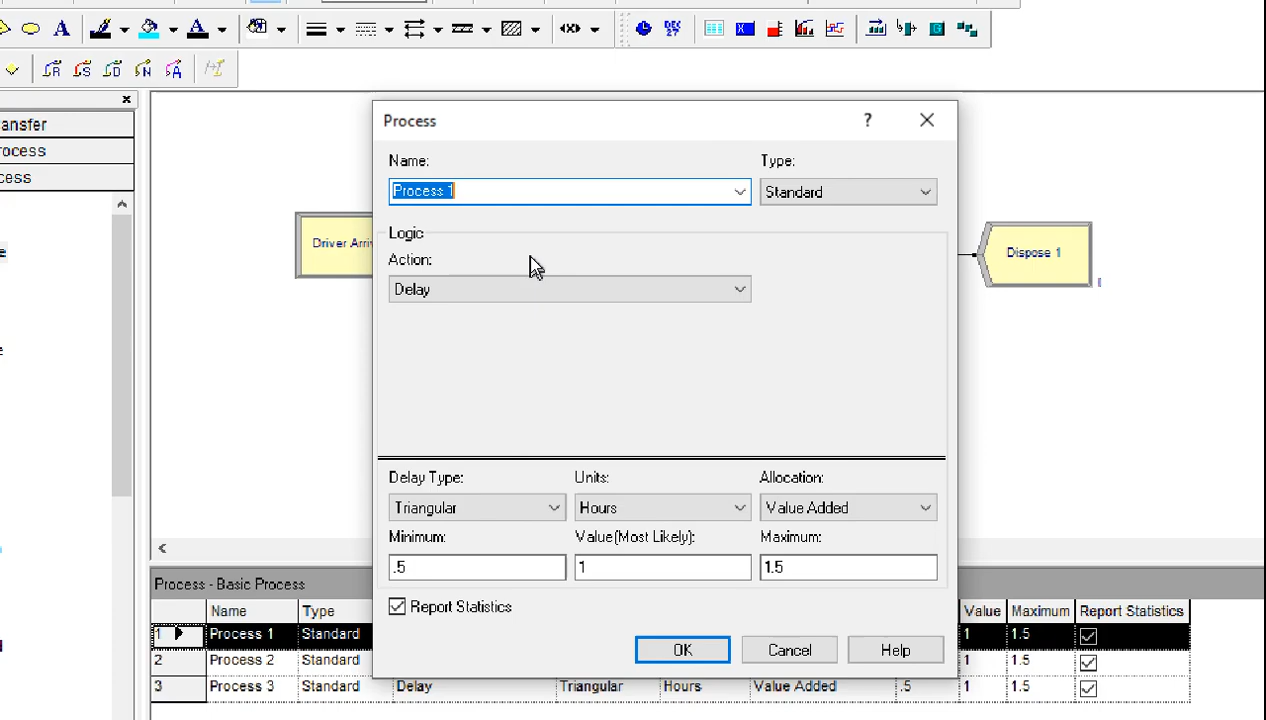 ansfer
rocess
cess
Process
Name:
Type:
Process 1
Standard
Logic
Action:
Delay
Driver Arri
Dispose 1
Delay Type:
Units:
Allocation:
Triangular
Hours
Value Added
Minimum:
Value(Most Likely):
Maximum:
.5
1
1.5
Report Statistics
OK
Cancel
Help
Process - Basic Process
Name Type Value Maximum Report Statistics
1 Process 1 Standard 1 1.5
2 Process 2 Standard 1 1.5
3 Process 3 Standard Delay Triangular Hours Value Added .5 1 1.5